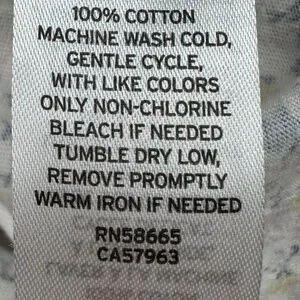 100% COTTON
MACHINE WASH COLD,
GENTLE CYCLE,
WITH LIKE COLORS
ONLY NON-CHLORINE
BLEACH IF NEEDED
TUMBLE DRY LOW,
REMOVE PROMPTLY
WARM IRON IF NEEDED
RN58665
CA57963